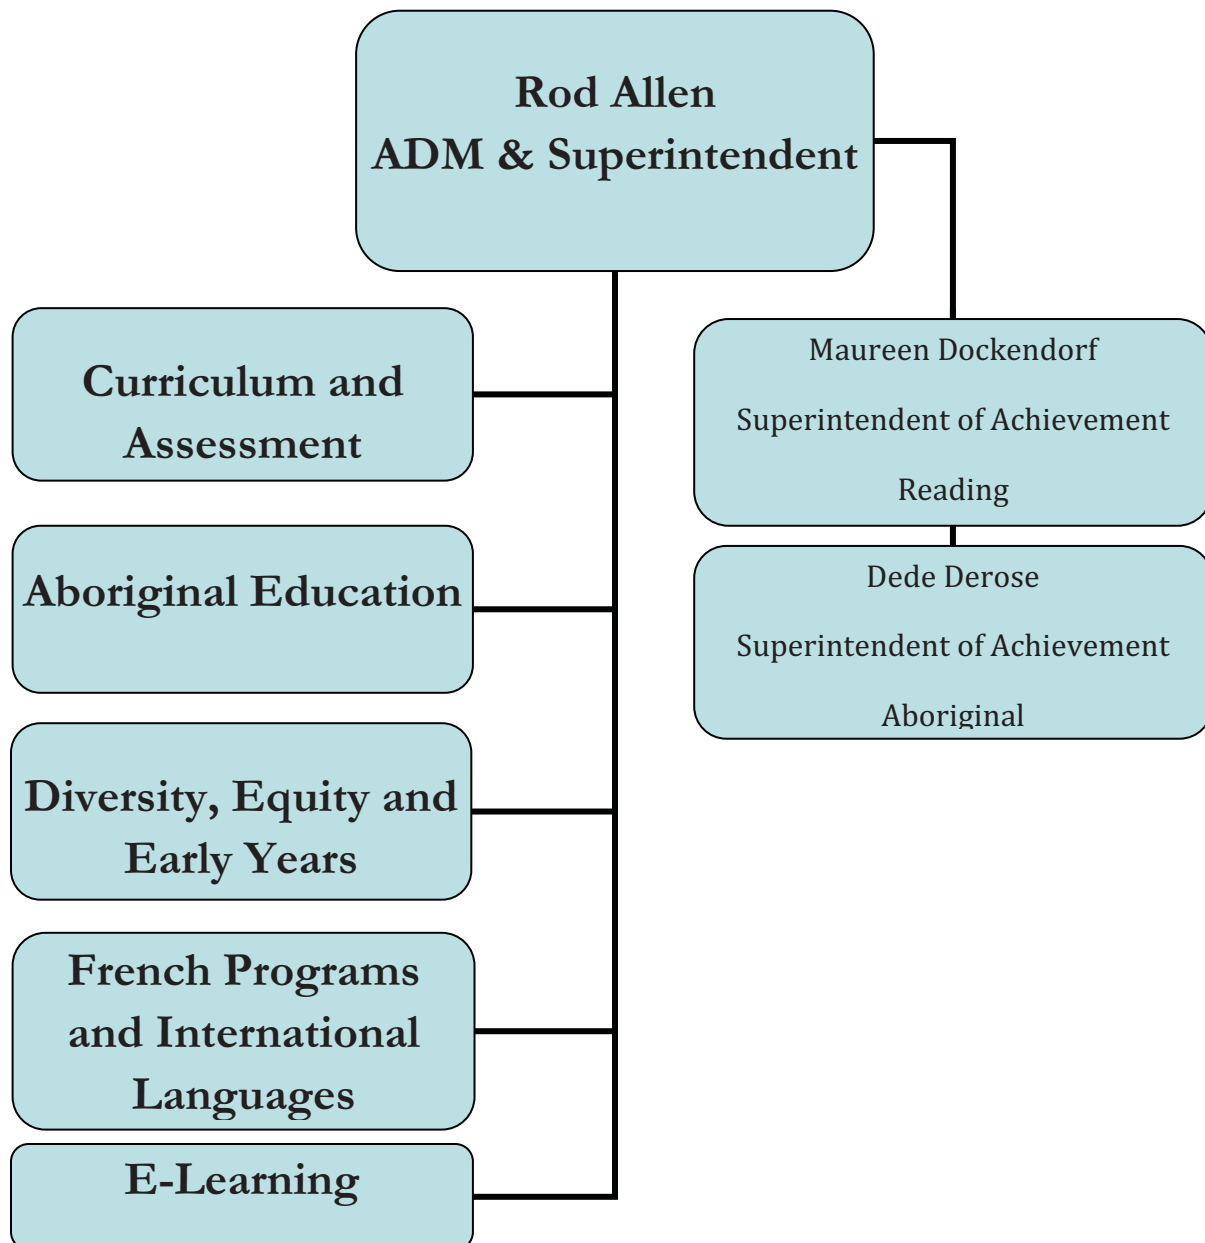 Rod Allen
ADM & Superintendent
Curriculum and
Assessment
Aboriginal Education
Diversity, Equity and
Early Years
French Programs
and International
Languages
E-Learning
Maureen Dockendorf
Superintendent of Achievement
Reading
Dede Derose
Superintendent of Achievement
Aboriginal